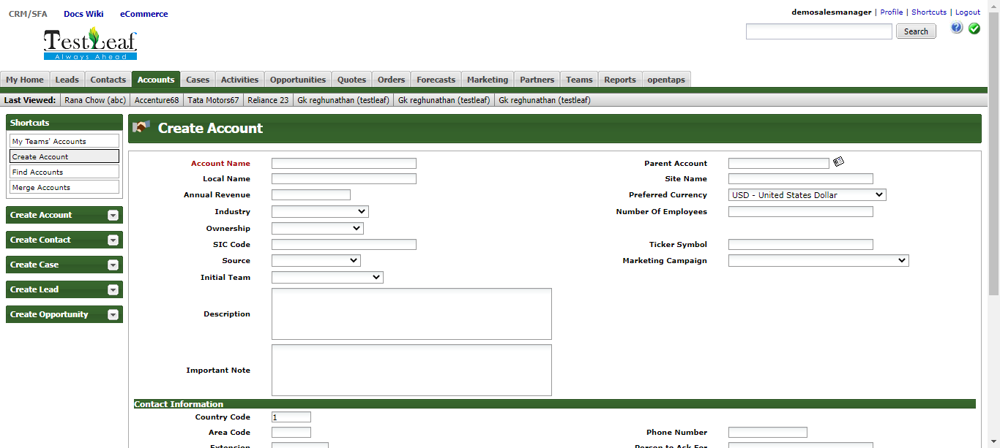 CRM/SFA Docs Wiki eCommerce
demosalesmanager | Profile | Shortcuts | Logout
TestLeaf
Always Ahead
Search
My Home Leads Contacts Accounts Cases Activities Opportunities Quotes Orders Forecasts Marketing Partners Teams Reports opentaps
Last Viewed: Rana Chow (abc) Accenture68 Tata Motors67 Reliance 23 Gk reghunathan (testleaf) Gk reghunathan (testleaf) Gk reghunathan (testleaf)
Shortcuts
My Teams' Accounts
Create Account
Find Accounts
Merge Accounts
Create Account
Create Contact
Create Case
Create Lead
Create Opportunity
Create Account
Account Name Parent Account
Local Name Site Name
Annual Revenue Preferred Currency USD - United States Dollar
Industry Number Of Employees
Ownership
SIC Code Ticker Symbol
Source Marketing Campaign
Initial Team
Description
Important Note
Contact Information
Country Code 1
Area Code Phone Number
Extension Person to Ask For